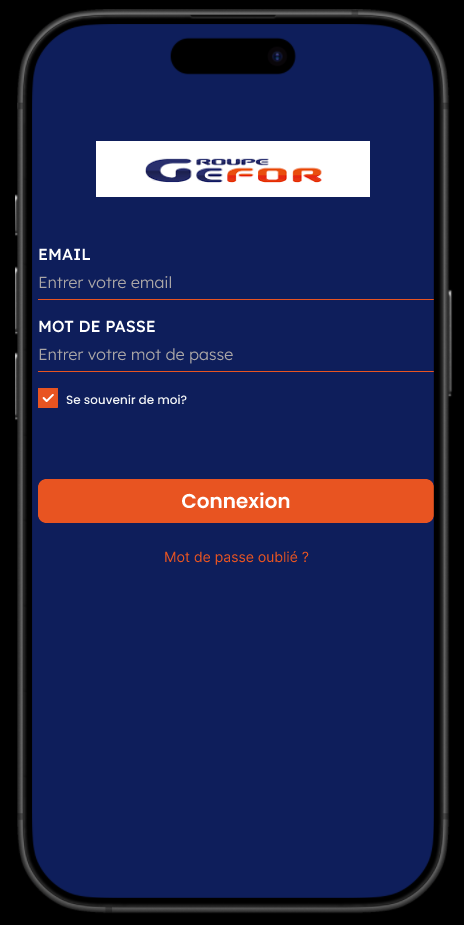 GROUPE
GEFOR
EMAIL
Entrer votre email
MOT DE PASSE
Entrer votre mot de passe
Se souvenir de moi?
Connexion
Mot de passe oublié ?